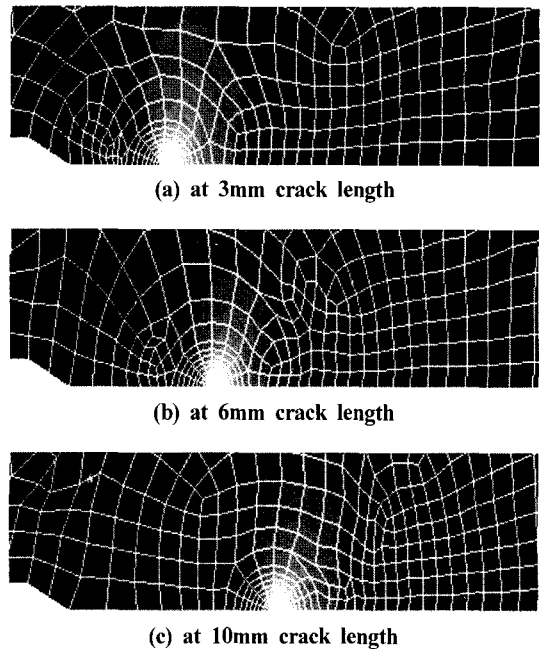 (a) at 3mm crack length
(b) at 6mm crack length
(c) at 10mm crack length